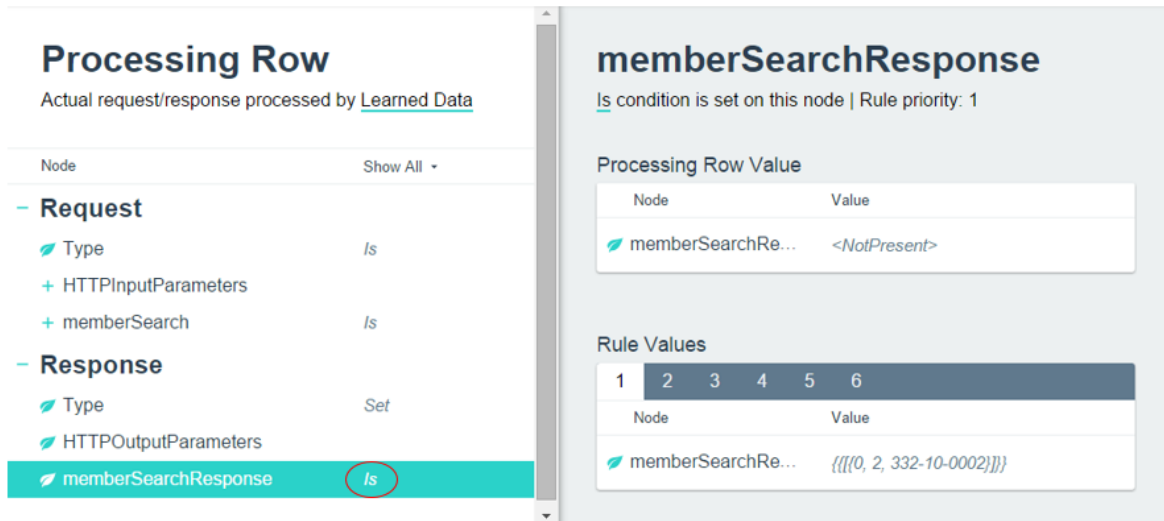 Processing Row
Actual request/response processed by Learned Data
Node Show All
Request
Type Is
HTTPInputParameters
memberSearch Is
Response
Type Set
HTTPOutputParameters
memberSearchResponse Is
memberSearchResponse
Is condition is set on this node | Rule priority: 1
Processing Row Value
Node Value
memberSearchRe... <NotPresent>
Rule Values
1 2 3 4 5 6
Node Value
memberSearchRe... {{[{0, 2, 332-10-0002}]}}